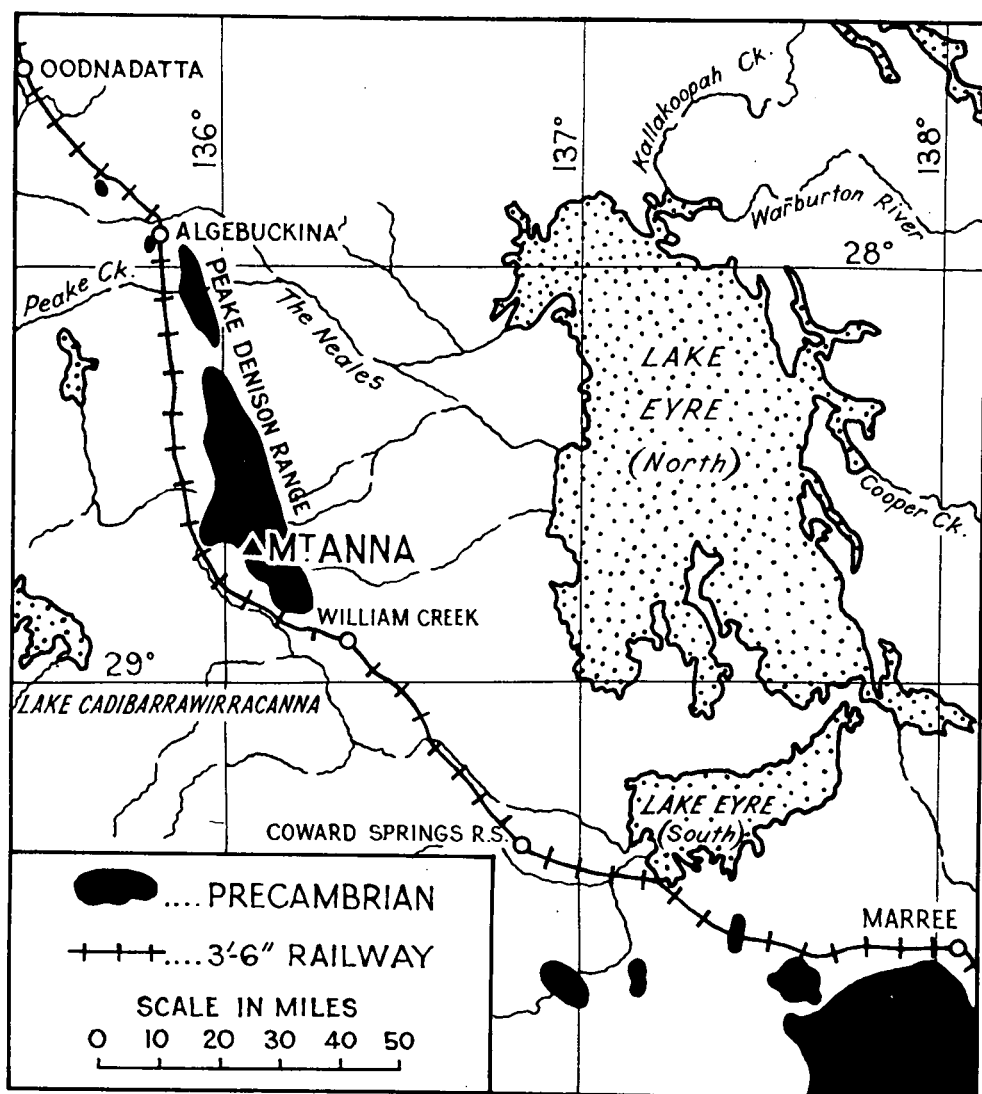 OODNADATTA
136°
137°
138°
Kallakoopah Ck.
Warburton River
ALGEBUCKINA
28°
Peake Ck.
PEAKE DENISON RANGE
The Neales
LAKE
EYRE
(North)
Cooper Ck.
MT ANNA
WILLIAM CREEK
29°
LAKE CADIBARRAWIRRACANNA
LAKE EYRE
(South)
COWARD SPRINGS R.S.
MARREE
.... PRECAMBRIAN
.... 3'-6" RAILWAY
SCALE IN MILES
0 10 20 30 40 50